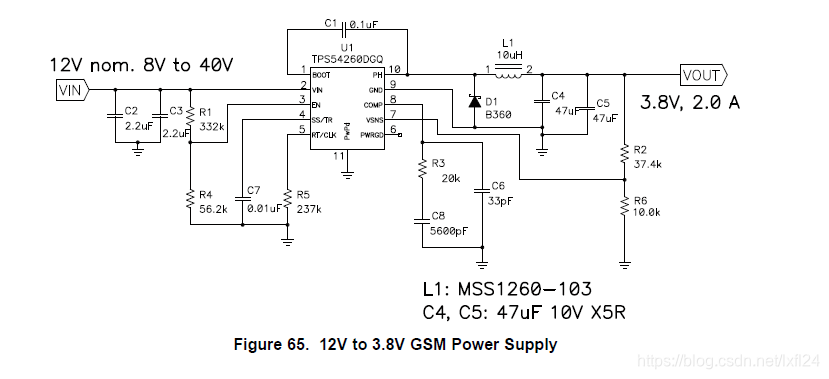 C1
0.1uF
U1
TPS54260DGQ
L1
10uH
12V nom. 8V to 40V
VIN
1 BOOT PH 10
2 VIN GND 9
3 EN COMP 8
4 SS/TR VSNS 7
5 RT/CLK PWRGD 6
PwPd
11
1 2
VOUT
3.8V, 2.0 A
C2
2.2uF
C3
2.2uF
R1
332k
D1
B360
C4
47uF
C5
47uF
R2
37.4k
R3
20k
C6
33pF
R4
56.2k
C7
0.01uF
R5
237k
C8
5600pF
R6
10.0k
L1: MSS1260-103
C4, C5: 47uF 10V X5R
Figure 65. 12V to 3.8V GSM Power Supply
https://blog.csdn.net/lxfl24